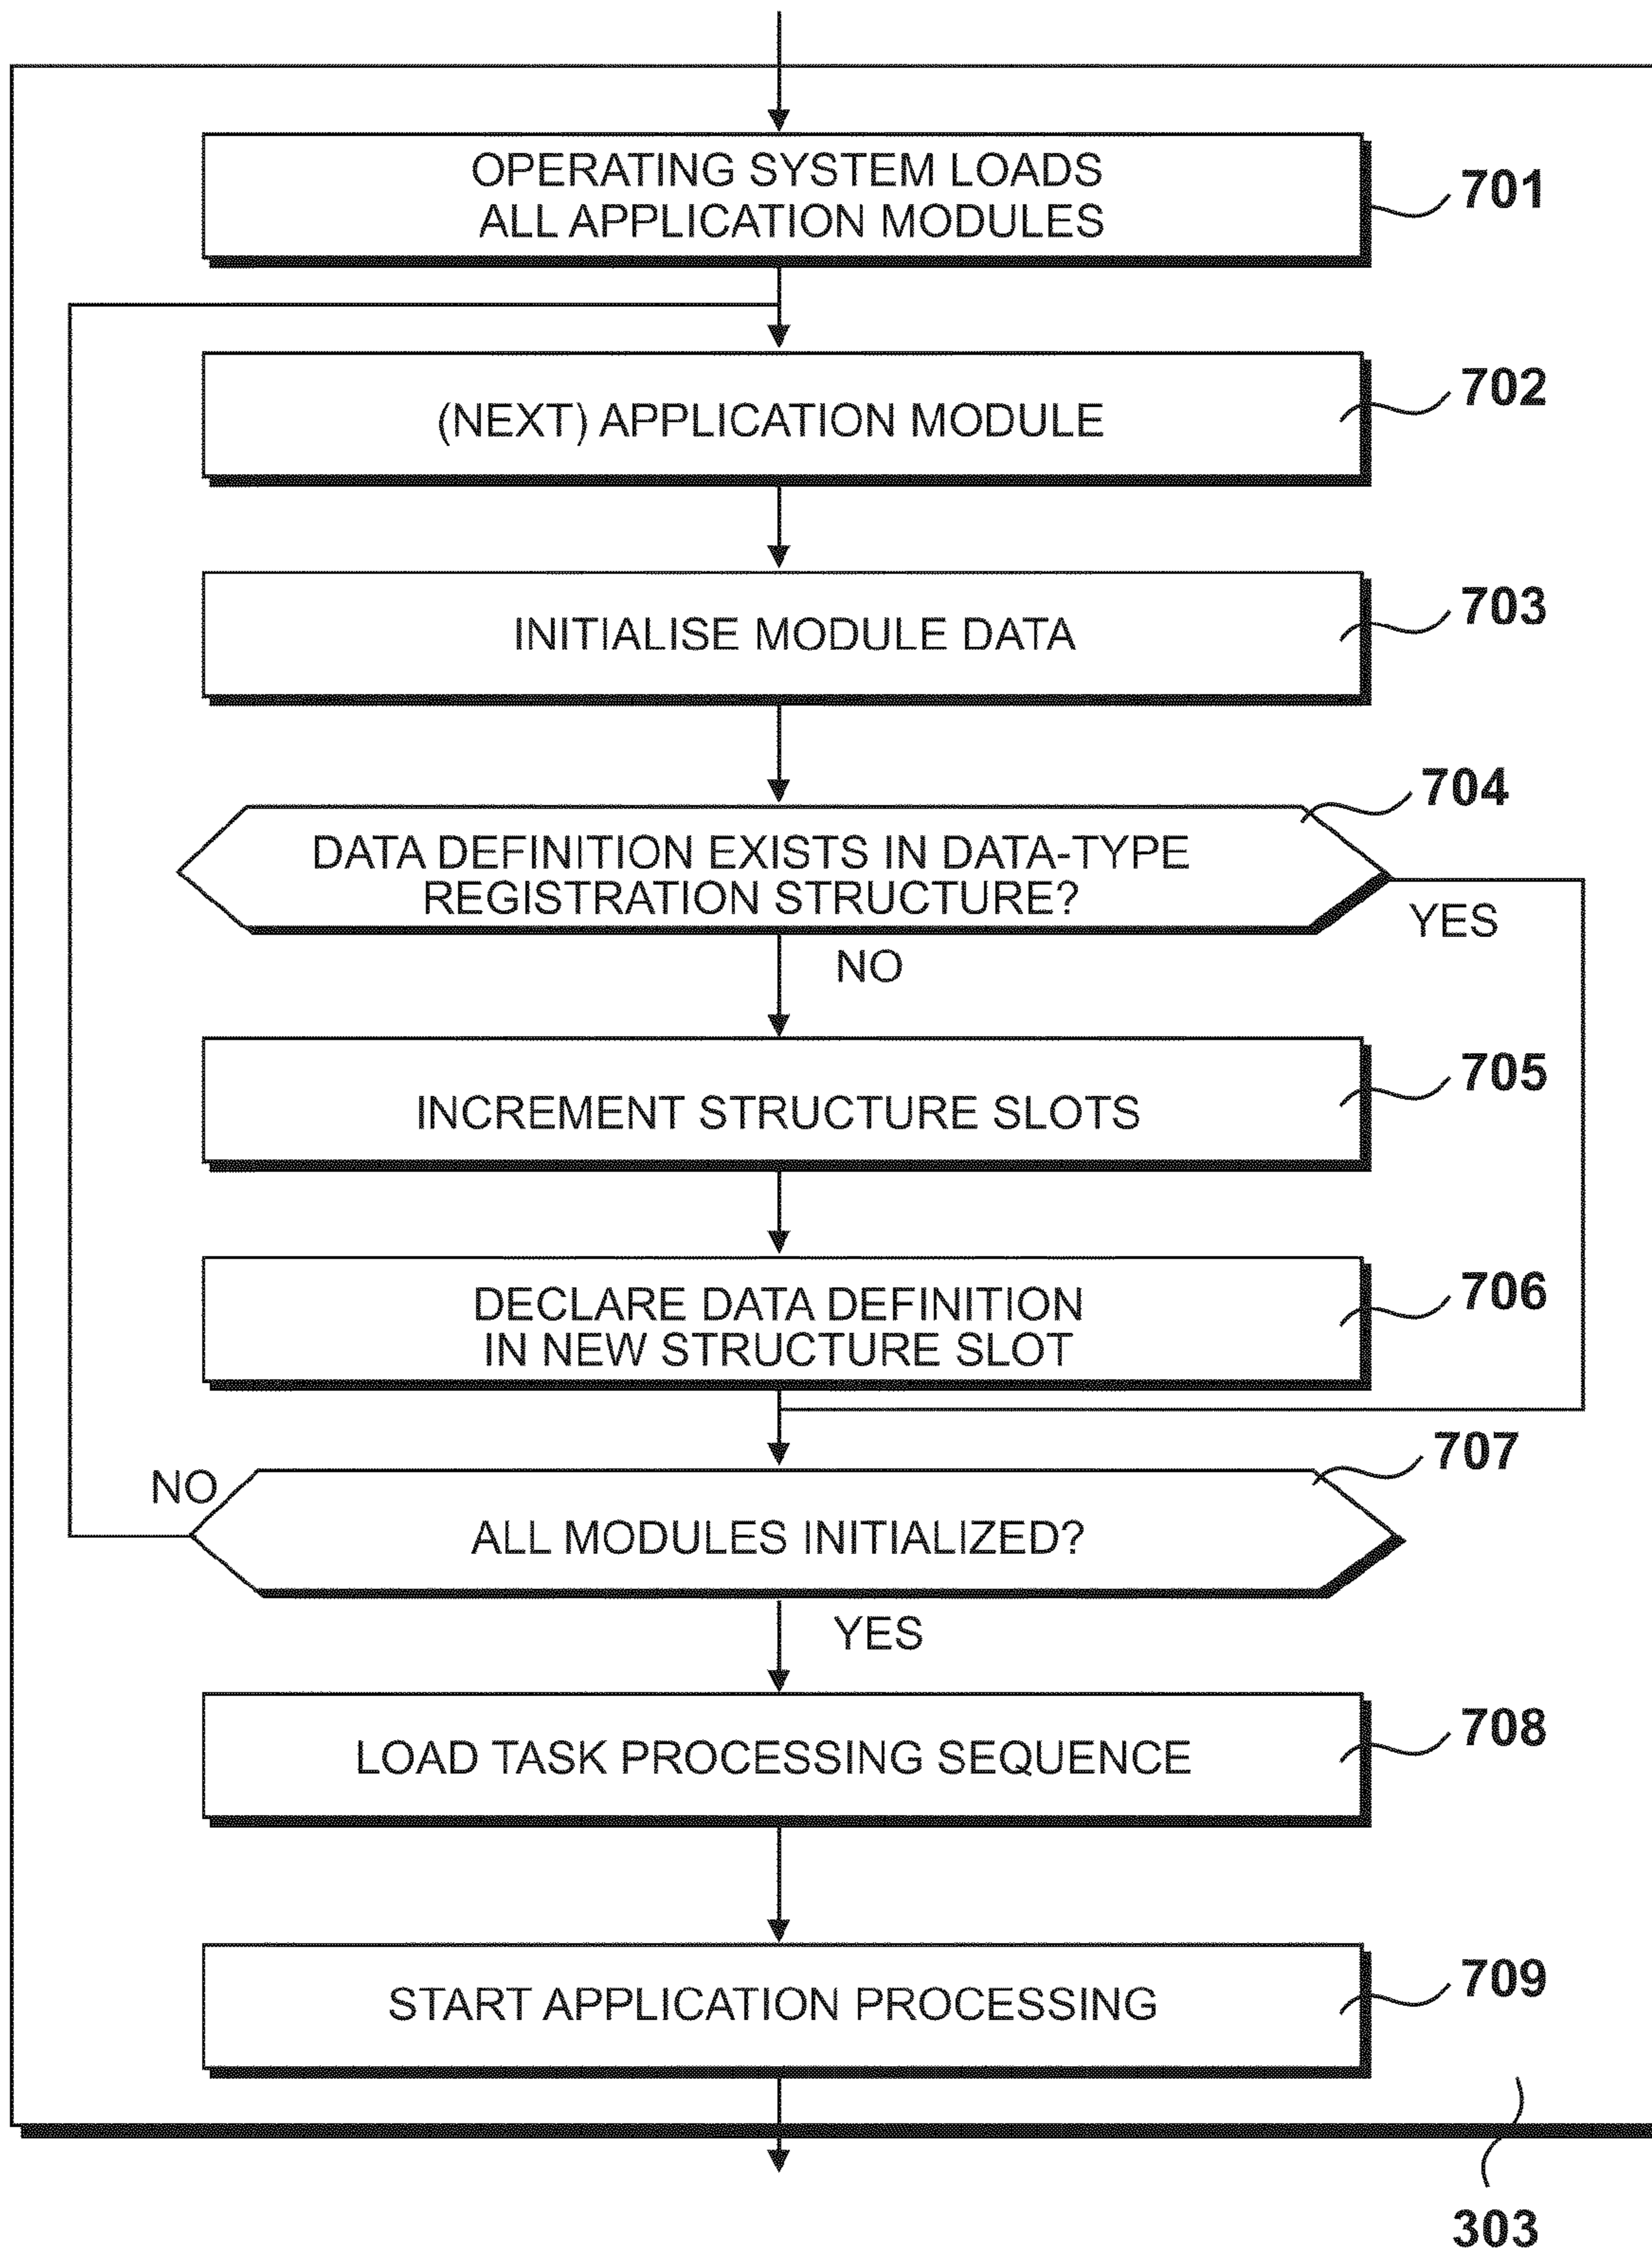 OPERATING SYSTEM LOADS
ALL APPLICATION MODULES
701
(NEXT) APPLICATION MODULE
702
INITIALISE MODULE DATA
703
704
DATA DEFINITION EXISTS IN DATA-TYPE
REGISTRATION STRUCTURE?
YES
NO
INCREMENT STRUCTURE SLOTS
705
DECLARE DATA DEFINITION
IN NEW STRUCTURE SLOT
706
707
NO
ALL MODULES INITIALIZED?
YES
LOAD TASK PROCESSING SEQUENCE
708
START APPLICATION PROCESSING
709
303